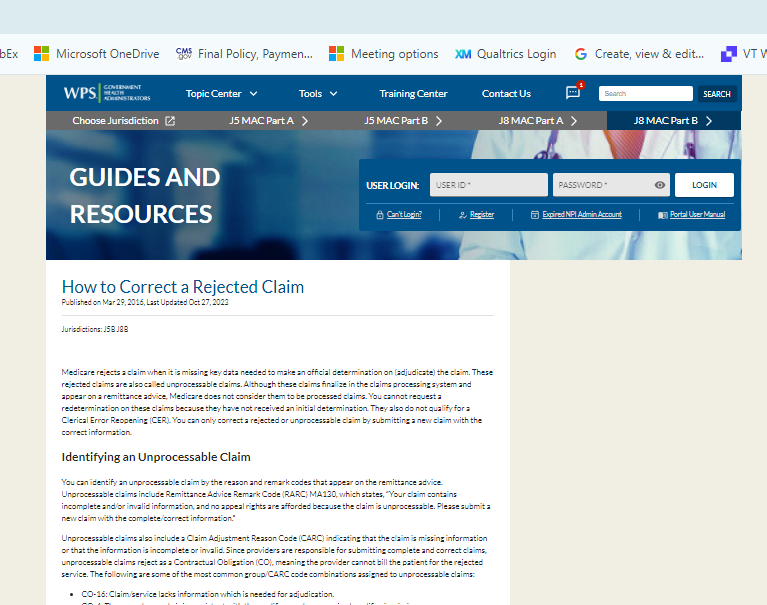 bEx Microsoft OneDrive CMS.gov Final Policy, Paymen... Meeting options XM Qualtrics Login G Create, view & edit... VT W
WPS. GOVERNMENT HEALTH ADMINISTRATORS Topic Center Tools Training Center Contact Us 1 Search SEARCH
Choose Jurisdiction J5 MAC Part A J5 MAC Part B J8 MAC Part A J8 MAC Part B
GUIDES AND
RESOURCES
USER LOGIN: USER ID * PASSWORD * LOGIN
Can't Login? Register Expired NPI Admin Account Portal User Manual
How to Correct a Rejected Claim
Published on Mar 29, 2016, Last Updated Oct 27, 2023
Jurisdictions: J5B J8B
Medicare rejects a claim when it is missing key data needed to make an official determination on (adjudicate) the claim. These
rejected claims are also called unprocessable claims. Although these claims finalize in the claims processing system and
appear on a remittance advice, Medicare does not consider them to be processed claims. You cannot request a
redetermination on these claims because they have not received an initial determination. They also do not qualify for a
Clerical Error Reopening (CER). You can only correct a rejected or unprocessable claim by submitting a new claim with the
correct information.
Identifying an Unprocessable Claim
You can identify an unprocessable claim by the reason and remark codes that appear on the remittance advice.
Unprocessable claims include Remittance Advice Remark Code (RARC) MA130, which states, "Your claim contains
incomplete and/or invalid information, and no appeal rights are afforded because the claim is unprocessable. Please submit a
new claim with the complete/correct information."
Unprocessable claims also include a Claim Adjustment Reason Code (CARC) indicating that the claim is missing information
or that the information is incomplete or invalid. Since providers are responsible for submitting complete and correct claims,
unprocessable claims reject as a Contractual Obligation (CO), meaning the provider cannot bill the patient for the rejected
service. The following are some of the most common group/CARC code combinations assigned to unprocessable claims:
• CO-16: Claim/service lacks information which is needed for adjudication.